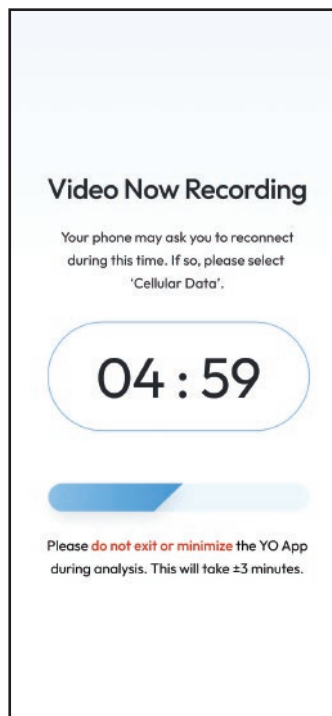 Video Now Recording
Your phone may ask you to reconnect
during this time. If so, please select
‘Cellular Data’.
04 : 59
Please do not exit or minimize the YO App
during analysis. This will take ±3 minutes.